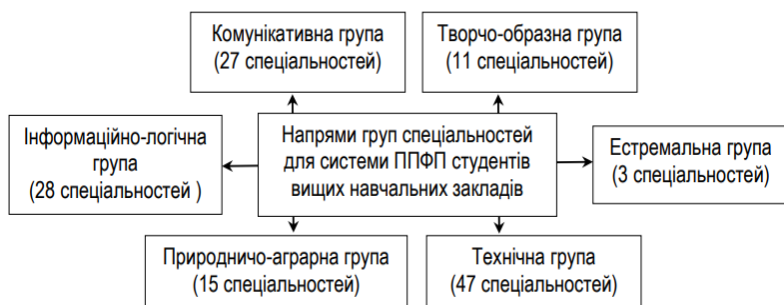 Комунікативна група
(27 спеціальностей)
Творчо-образна група
(11 спеціальностей)
Інформаційно-логічна
група
(28 спеціальностей )
Напрями груп спеціальностей
для системи ППФП студентів
вищих навчальних закладів
Естремальна група
(3 спеціальностей)
Природничо-аграрна група
(15 спеціальностей)
Технічна група
(47 спеціальностей)